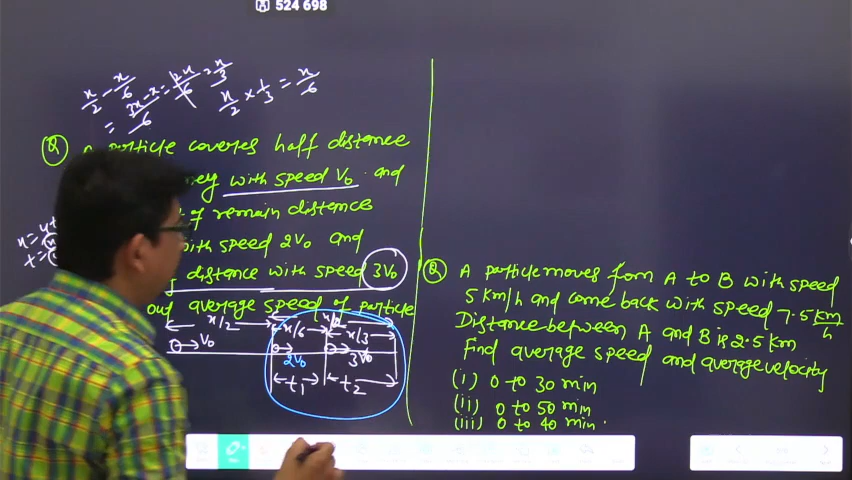 524 698
x/2 - x/6
= 3x-x/6 = 2x/6 = x/3
x/2 × 1/3 = x/6
Q particle covers half distance
with speed V₀ and
of remain distances
with speed 2V₀ and
distance with speed 3V₀
average speed of particle
x/2 x/6 x/3
V₀ 2V₀ 3V₀
t₁ t₂
Q A particle moves from A to B with speed
5 Km/h and come back with speed 7.5 Km/h
Distance between A and B is 2.5 Km
Find average speed and average velocity
(i) 0 to 30 min
(ii) 0 to 50 min
(iii) 0 to 40 min.